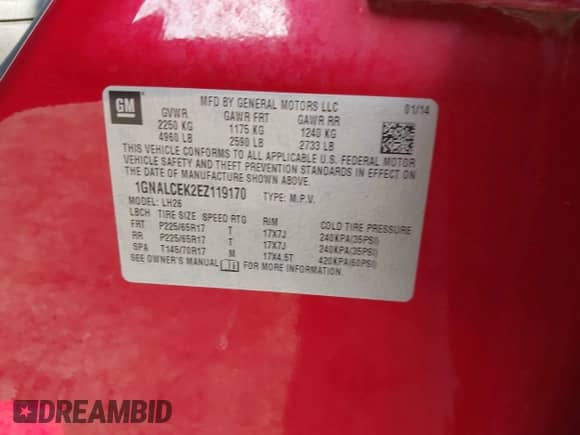 GM
MFD BY GENERAL MOTORS LLC 01/14
GVWR GAWR FRT GAWR RR
2250 KG 1175 KG 1240 KG
4960 LB 2590 LB 2733 LB
THIS VEHICLE CONFORMS TO ALL APPLICABLE U.S. FEDERAL MOTOR
VEHICLE SAFETY AND THEFT PREVENTION STANDARDS IN EFFECT ON
THE DATE OF MANUFACTURE SHOWN ABOVE.
1GNALCEK2EZ119170 TYPE: M.P.V.
MODEL: LH26
LBCH TIRE SIZE SPEED RTG RIM COLD TIRE PRESSURE
FRT P225/65R17 T 17X7J 240KPA(35PSI)
RR P225/65R17 T 17X7J 240KPA(35PSI)
SPA T145/70R17 M 17X4.5T 420KPA(60PSI)
SEE OWNER'S MANUAL FOR MORE INFORMATION.
DREAMBID